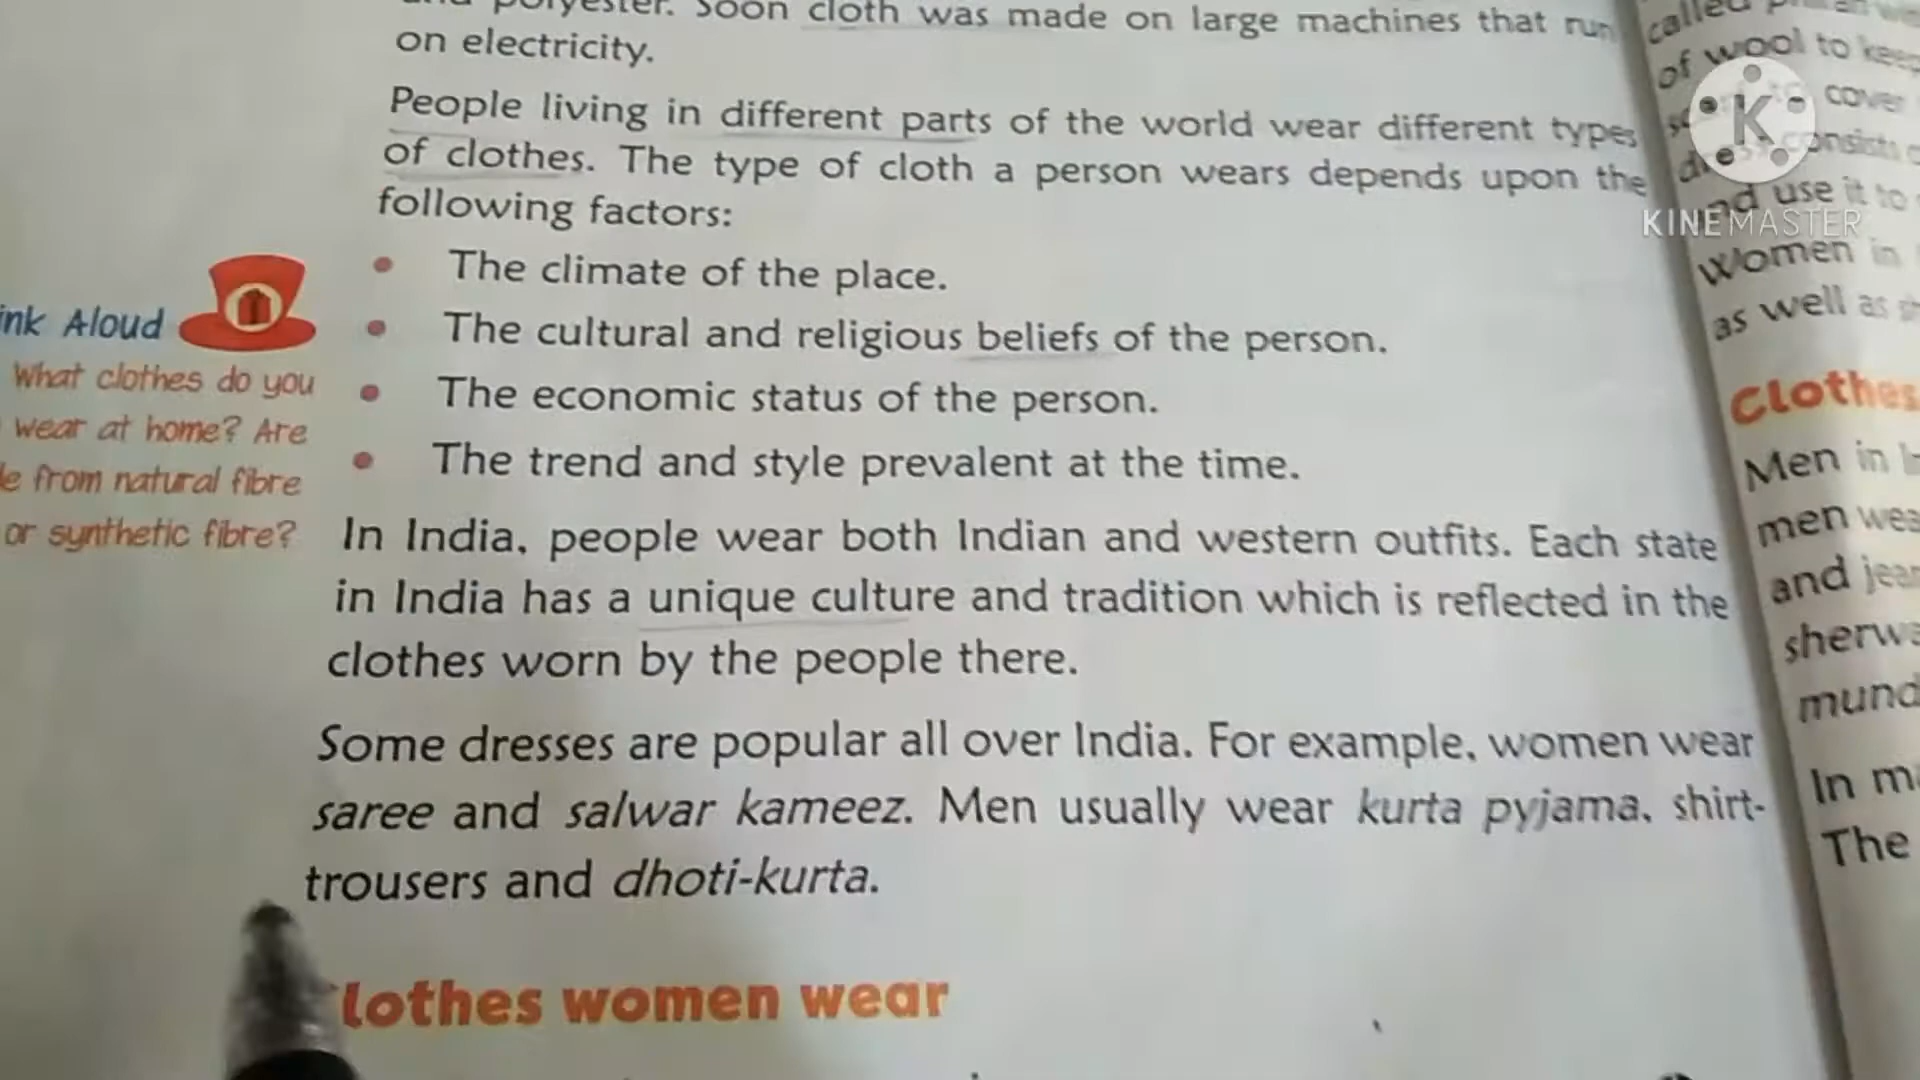 polyester. Soon cloth was made on large machines that run
on electricity.
People living in different parts of the world wear different types
of clothes. The type of cloth a person wears depends upon the
following factors:
• The climate of the place.
• The cultural and religious beliefs of the person.
• The economic status of the person.
• The trend and style prevalent at the time.
In India, people wear both Indian and western outfits. Each state
in India has a unique culture and tradition which is reflected in the
clothes worn by the people there.
Some dresses are popular all over India. For example, women wear
saree and salwar kameez. Men usually wear kurta pyjama, shirt-
trousers and dhoti-kurta.
lothes women wear
ink Aloud
What clothes do you
wear at home? Are
e from natural fibre
or synthetic fibre?
called
of wool to keep
cover
consists
and use it to
Women in
as well as
Clothes
Men in
men wea
and jean
sherwa
mund
In m
The
K
KINEMASTER